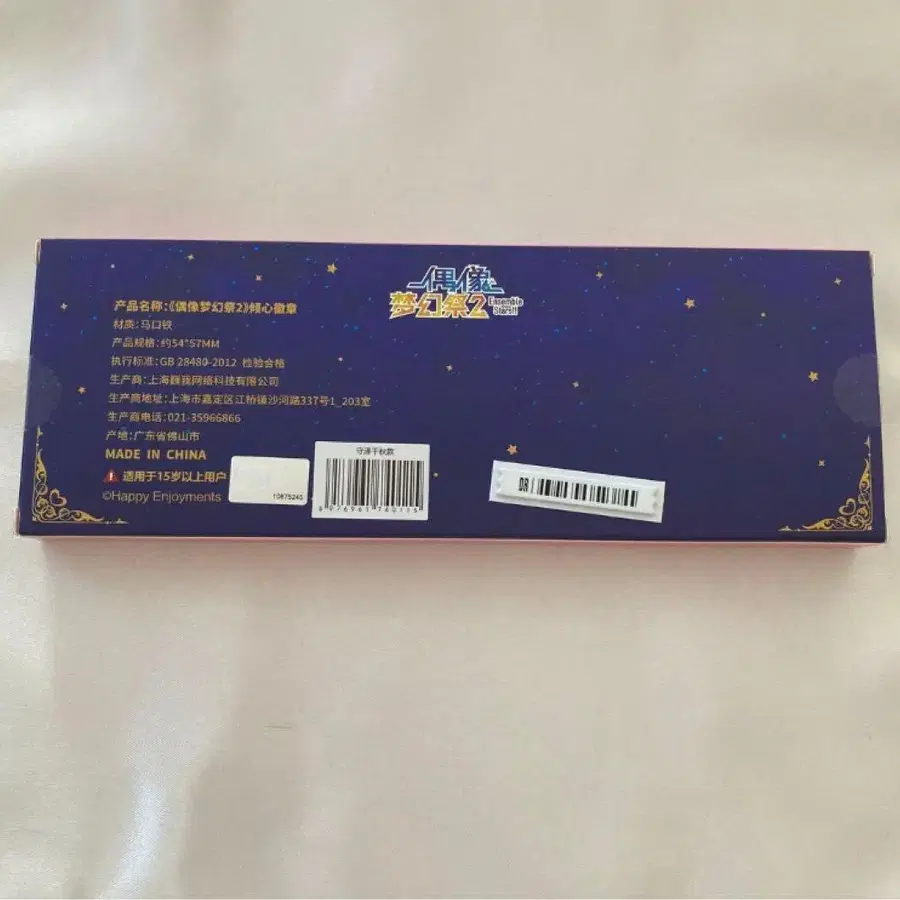 偶像
梦幻祭2 Ensemble Stars!!
产品名称:《偶像梦幻祭2》倾心徽章
材质:马口铁
产品规格:约54*57MM
执行标准:GB 28480-2012 检验合格
生产商:上海巍我网络科技有限公司
生产商地址:上海市嘉定区江桥镇沙河路337号1_203室
生产商电话:021-35966866
产地:广东省佛山市
MADE IN CHINA
适用于15岁以上用户
©Happy Enjoyments
10875240
守泽千秋款
6976961760115
DR